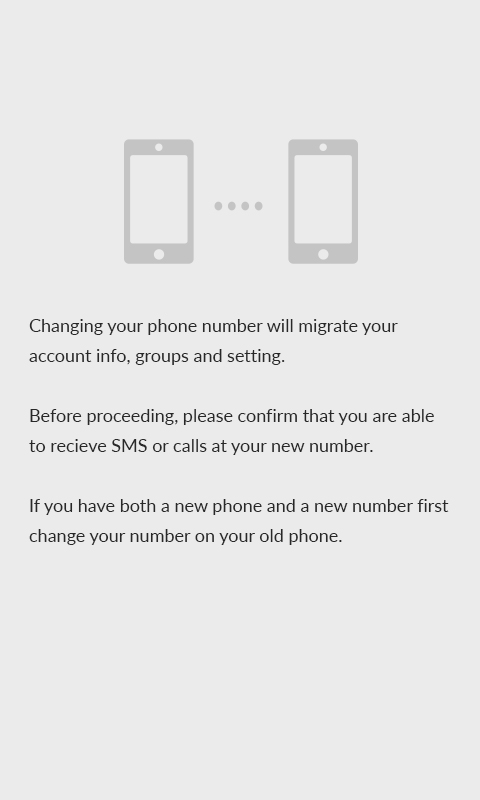 Changing your phone number will migrate your
account info, groups and setting.
Before proceeding, please confirm that you are able
to recieve SMS or calls at your new number.
If you have both a new phone and a new number first
change your number on your old phone.